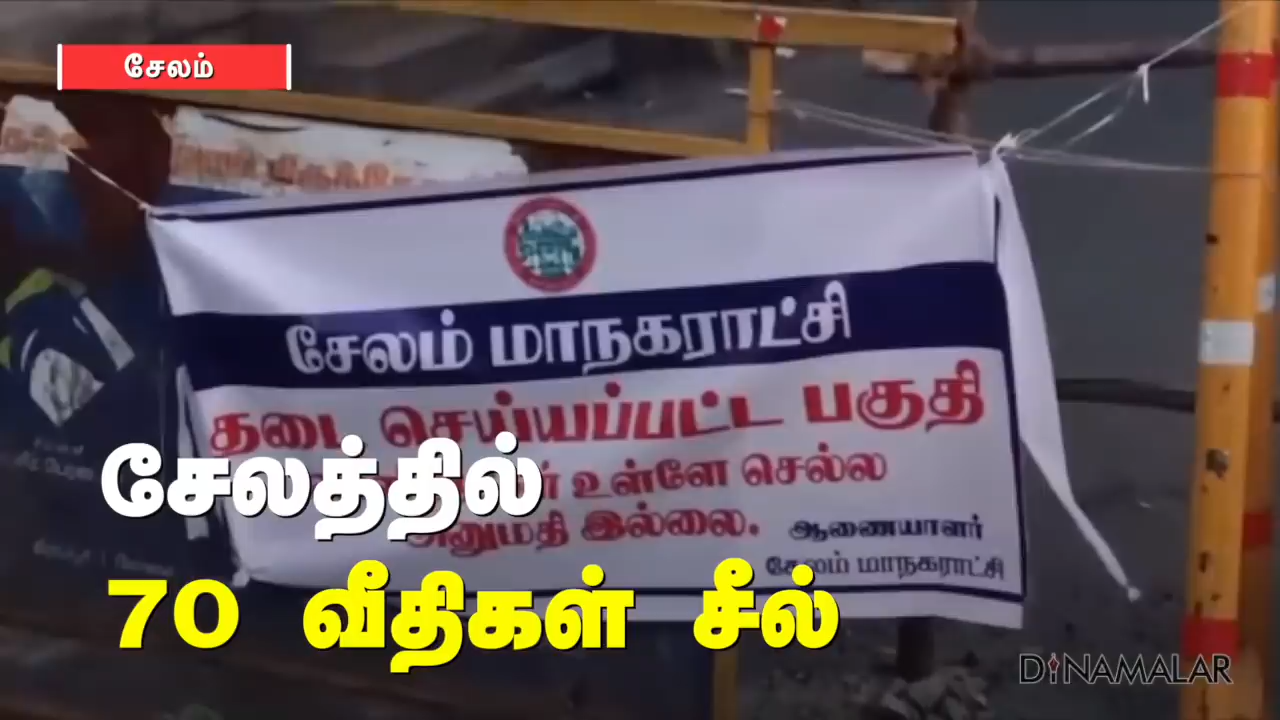 சேலம்
சேலம் மாநகராட்சி
தடை செய்யப்பட்ட பகுதி
உள்ளே செல்ல
அனுமதி இல்லை.
ஆணையாளர்
சேலம் மாநகராட்சி
சேலத்தில்
70 வீதிகள் சீல்
DINAMALAR